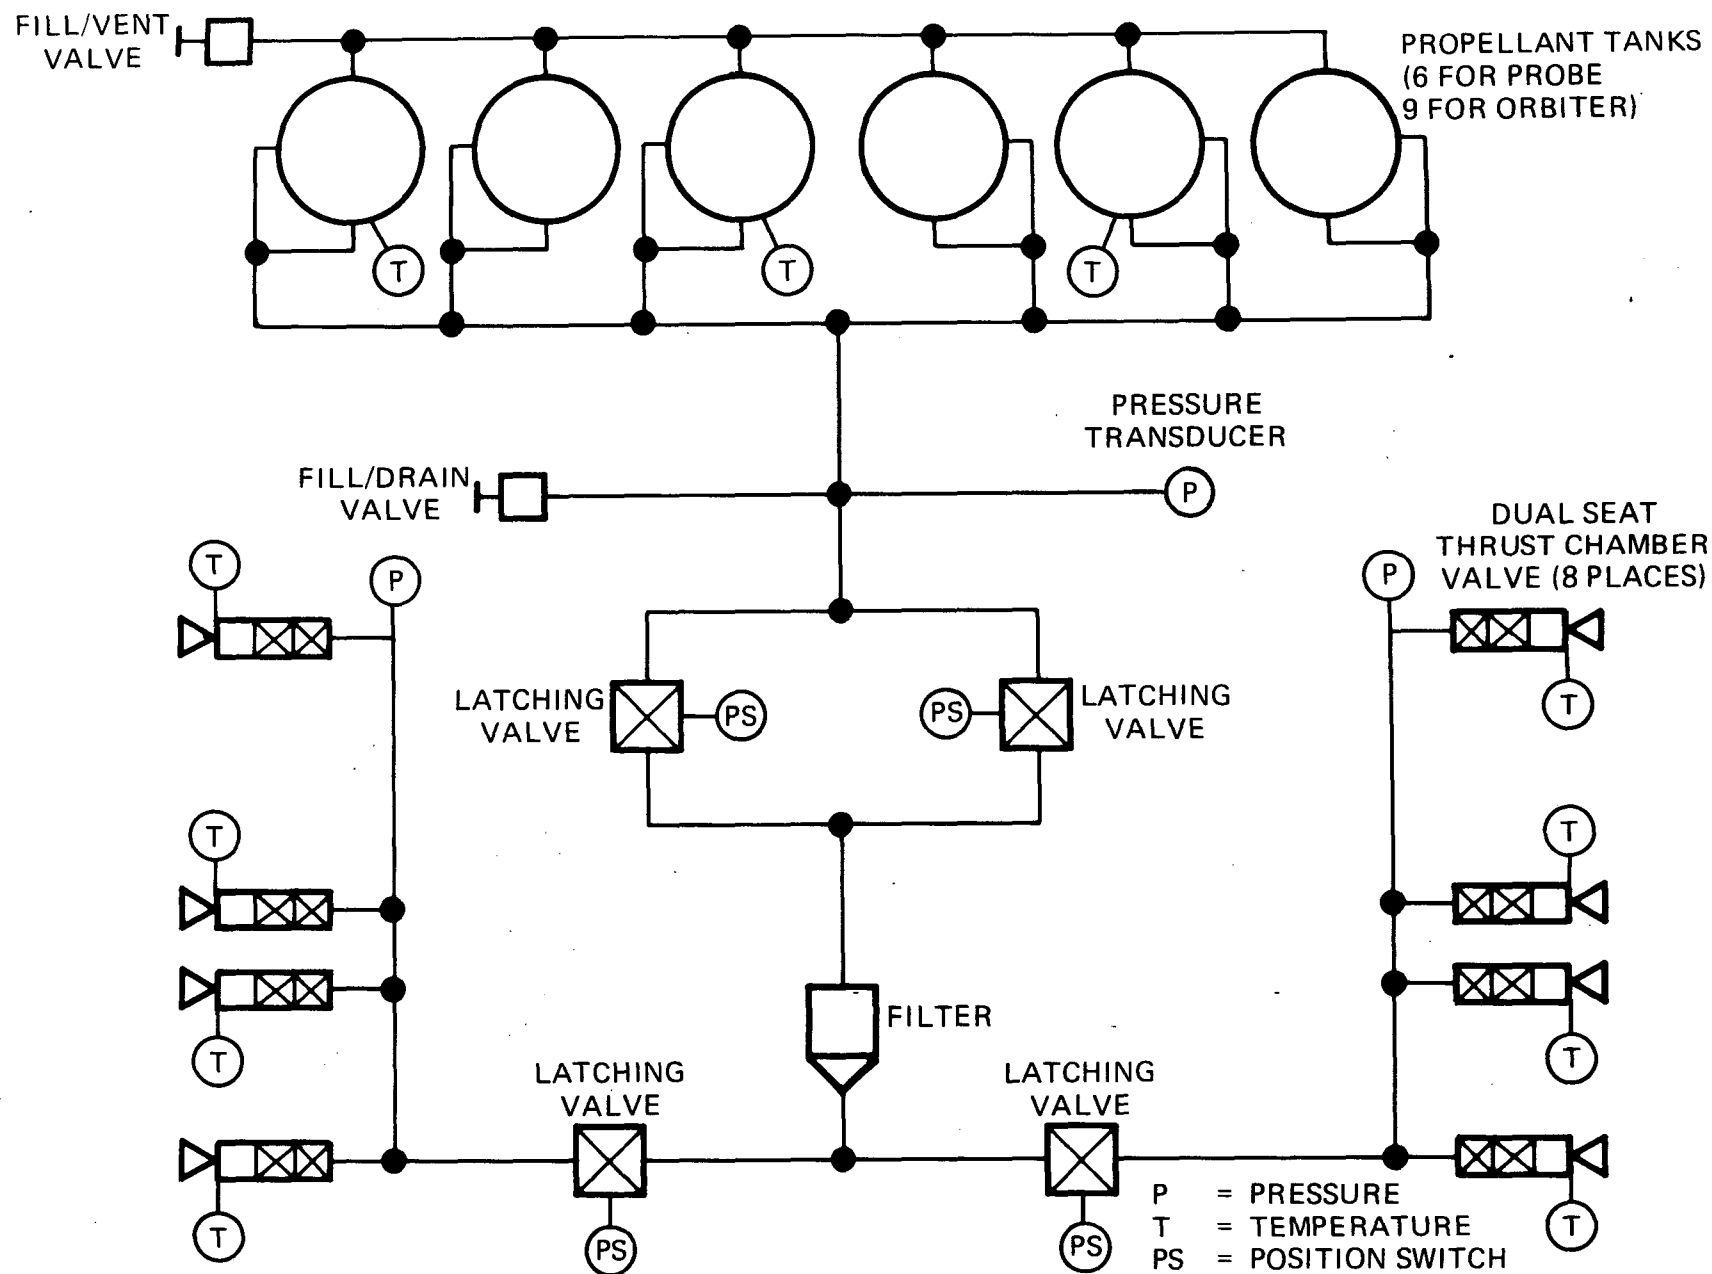 FILL/VENT
VALVE
PROPELLANT TANKS
(6 FOR PROBE
9 FOR ORBITER)
T
T
T
PRESSURE
TRANSDUCER
P
FILL/DRAIN
VALVE
DUAL SEAT
THRUST CHAMBER
VALVE (8 PLACES)
T
P
P
T
LATCHING
VALVE
PS
PS
LATCHING
VALVE
T
T
FILTER
T
T
LATCHING
VALVE
LATCHING
VALVE
T
PS
PS
T
P = PRESSURE
T = TEMPERATURE
PS = POSITION SWITCH